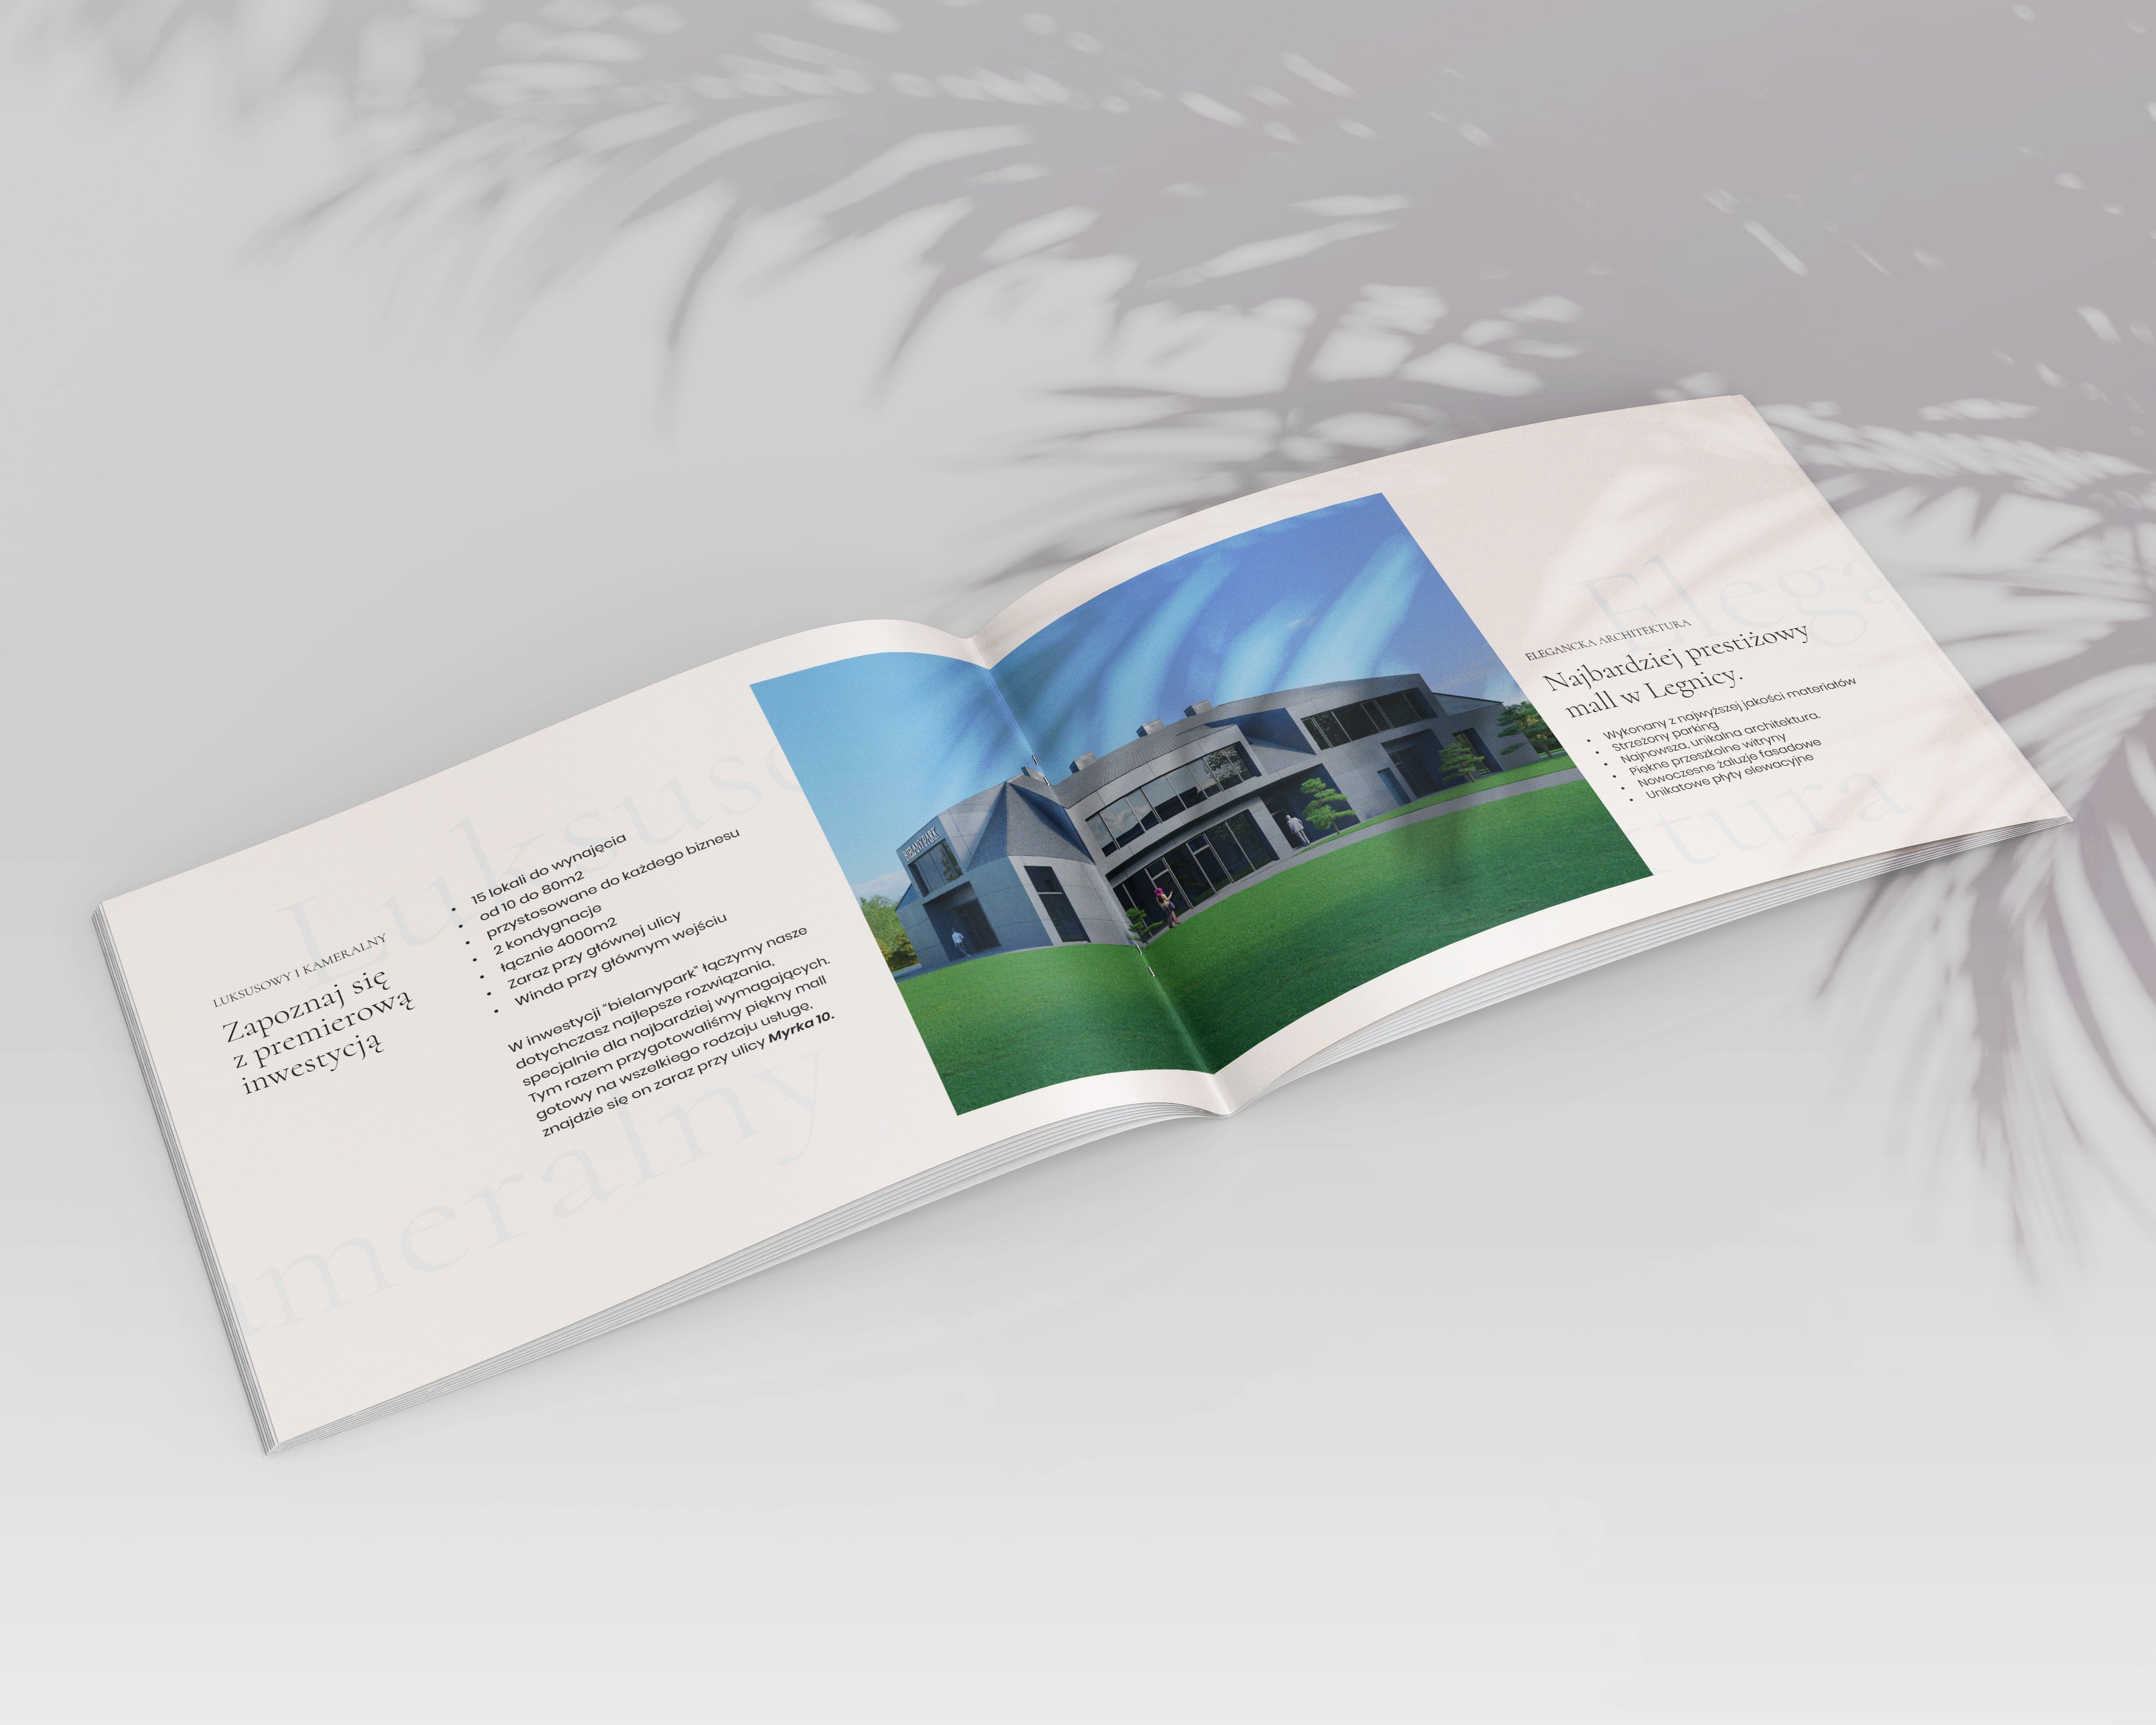 Luksuso
LUKSUSOWY I KAMERALNY
Zapoznaj się
z premierową
inwestycją
ameralny
• 15 lokali do wynajęcia
• od 10 do 80m2
• przystosowane do każdego biznesu
• 2 kondygnacje
• łącznie 4000m2
• Zaraz przy głównej ulicy
• Winda przy głównym wejściu
W inwestycji "bielanypark" łączymy nasze
dotychczasz najlepsze rozwiązania,
specjalnie dla najbardziej wymagających.
Tym razem przygotowaliśmy piękny mall
gotowy na wszelkiego rodzaju usługę,
znajdzie się on zaraz przy ulicy Myrka 10.
BIELANYPARK
Elega
ELEGANCKA ARCHITEKTURA
Najbardziej prestiżowy
mall w Legnicy.
• Wykonany z najwyższej jakości materiałów
• Strzeżony parking
• Najnowsza, unikalna architektura.
• Piękne przeszkolne witryny
• Nowoczesne żaluzje fasadowe
• Unikatowe płyty elewacyjne
tura